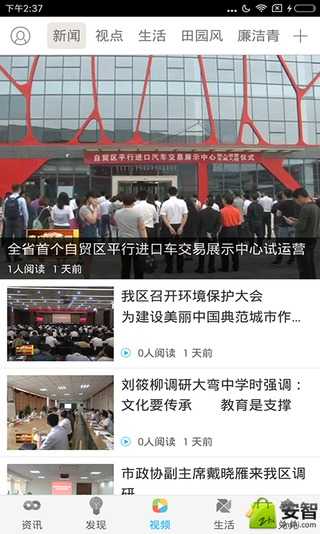 下午2:37
新闻 视点 生活 田园风 廉洁青
自贸区平行进口汽车交易展示中心
全省首个自贸区平行进口车交易展示中心试运营
1人阅读 1 天前
我区召开环境保护大会
为建设美丽中国典范城市作...
0人阅读 1 天前
刘筱柳调研大弯中学时强调：
文化要传承 教育是支撑
0人阅读 1 天前
市政协副主席戴晓雁来我区调
研
资讯 发现 视频 生活
安智